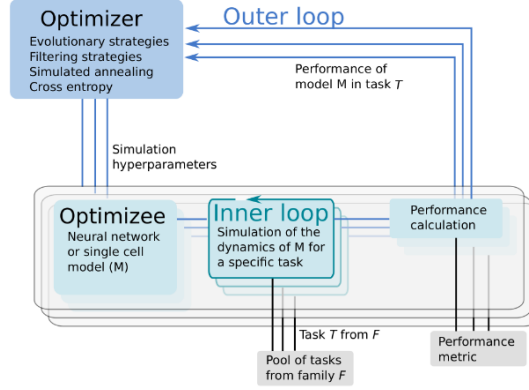 Optimizer
Evolutionary strategies
Filtering strategies
Simulated annealing
Cross entropy
Outer loop
Performance of
model M in task T
Simulation
hyperparameters
Optimizee
Neural network
or single cell
model (M)
Inner loop
Simulation of the
dynamics of M for
a specific task
Performance
calculation
Task T from F
Pool of tasks
from family F
Performance
metric